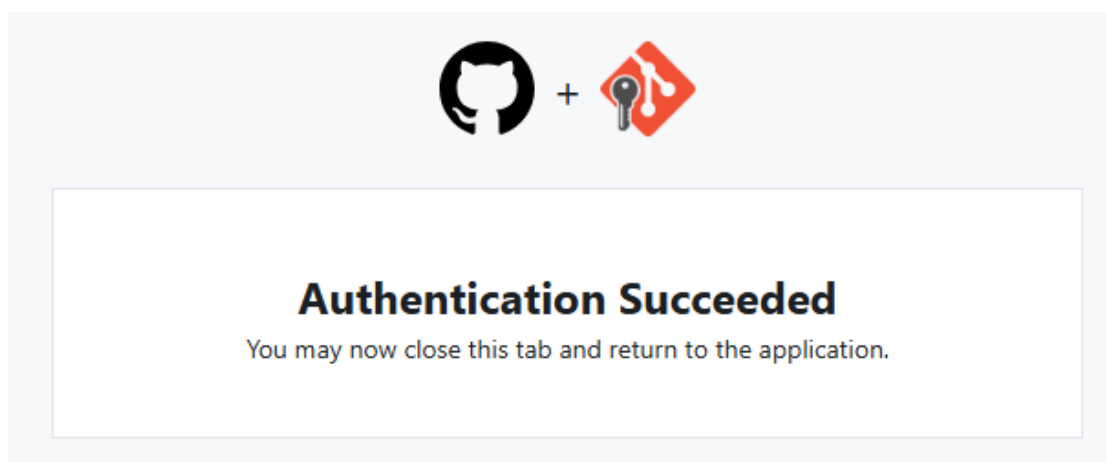 +
Authentication Succeeded
You may now close this tab and return to the application.